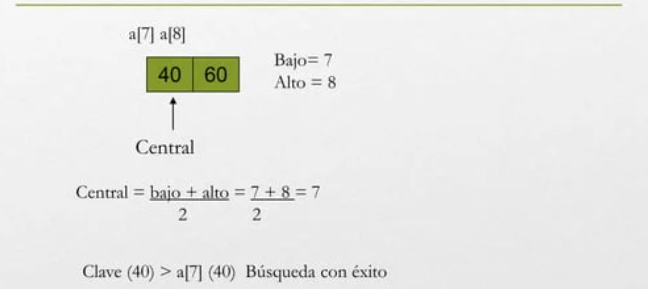 a[7] a[8]
40 60
Bajo= 7
Alto = 8
Central
Central = bajo + alto = 7 + 8 = 7
2 2
Clave (40) > a[7] (40) Búsqueda con éxito